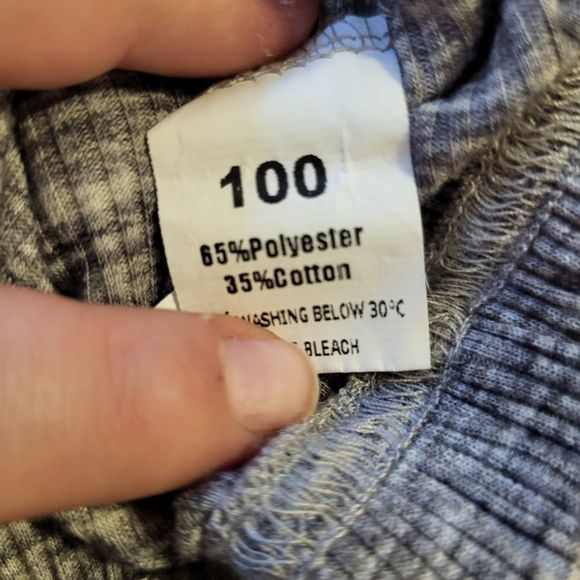 100
65%Polyester
35%Cotton
WASHING BELOW 30°C
BLEACH